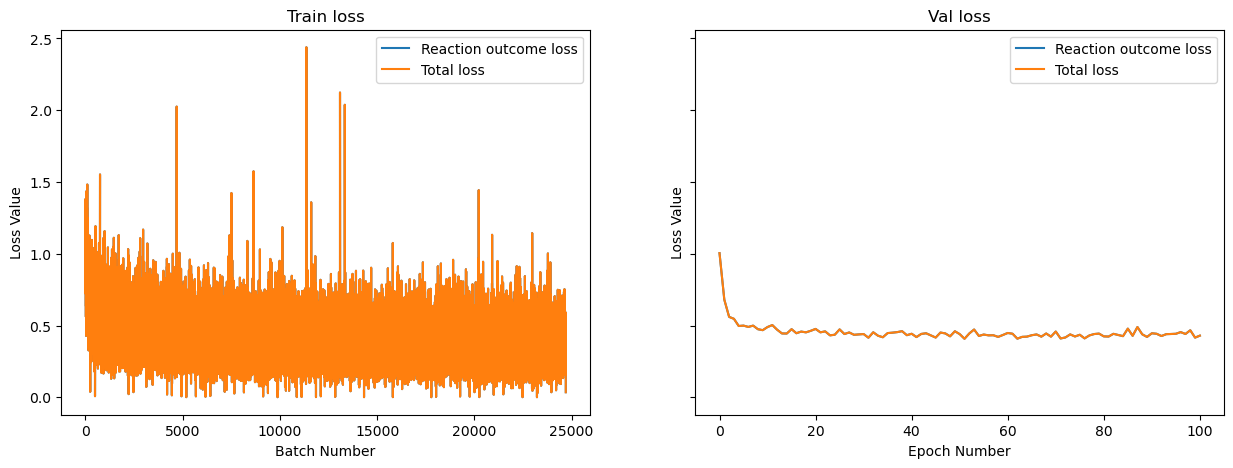 Train loss
Loss Value
2.5
2.0
1.5
1.0
0.5
0.0
Reaction outcome loss
Total loss
0
5000
10000
15000
20000
25000
Batch Number
Val loss
Loss Value
Reaction outcome loss
Total loss
0
20
40
60
80
100
Epoch Number